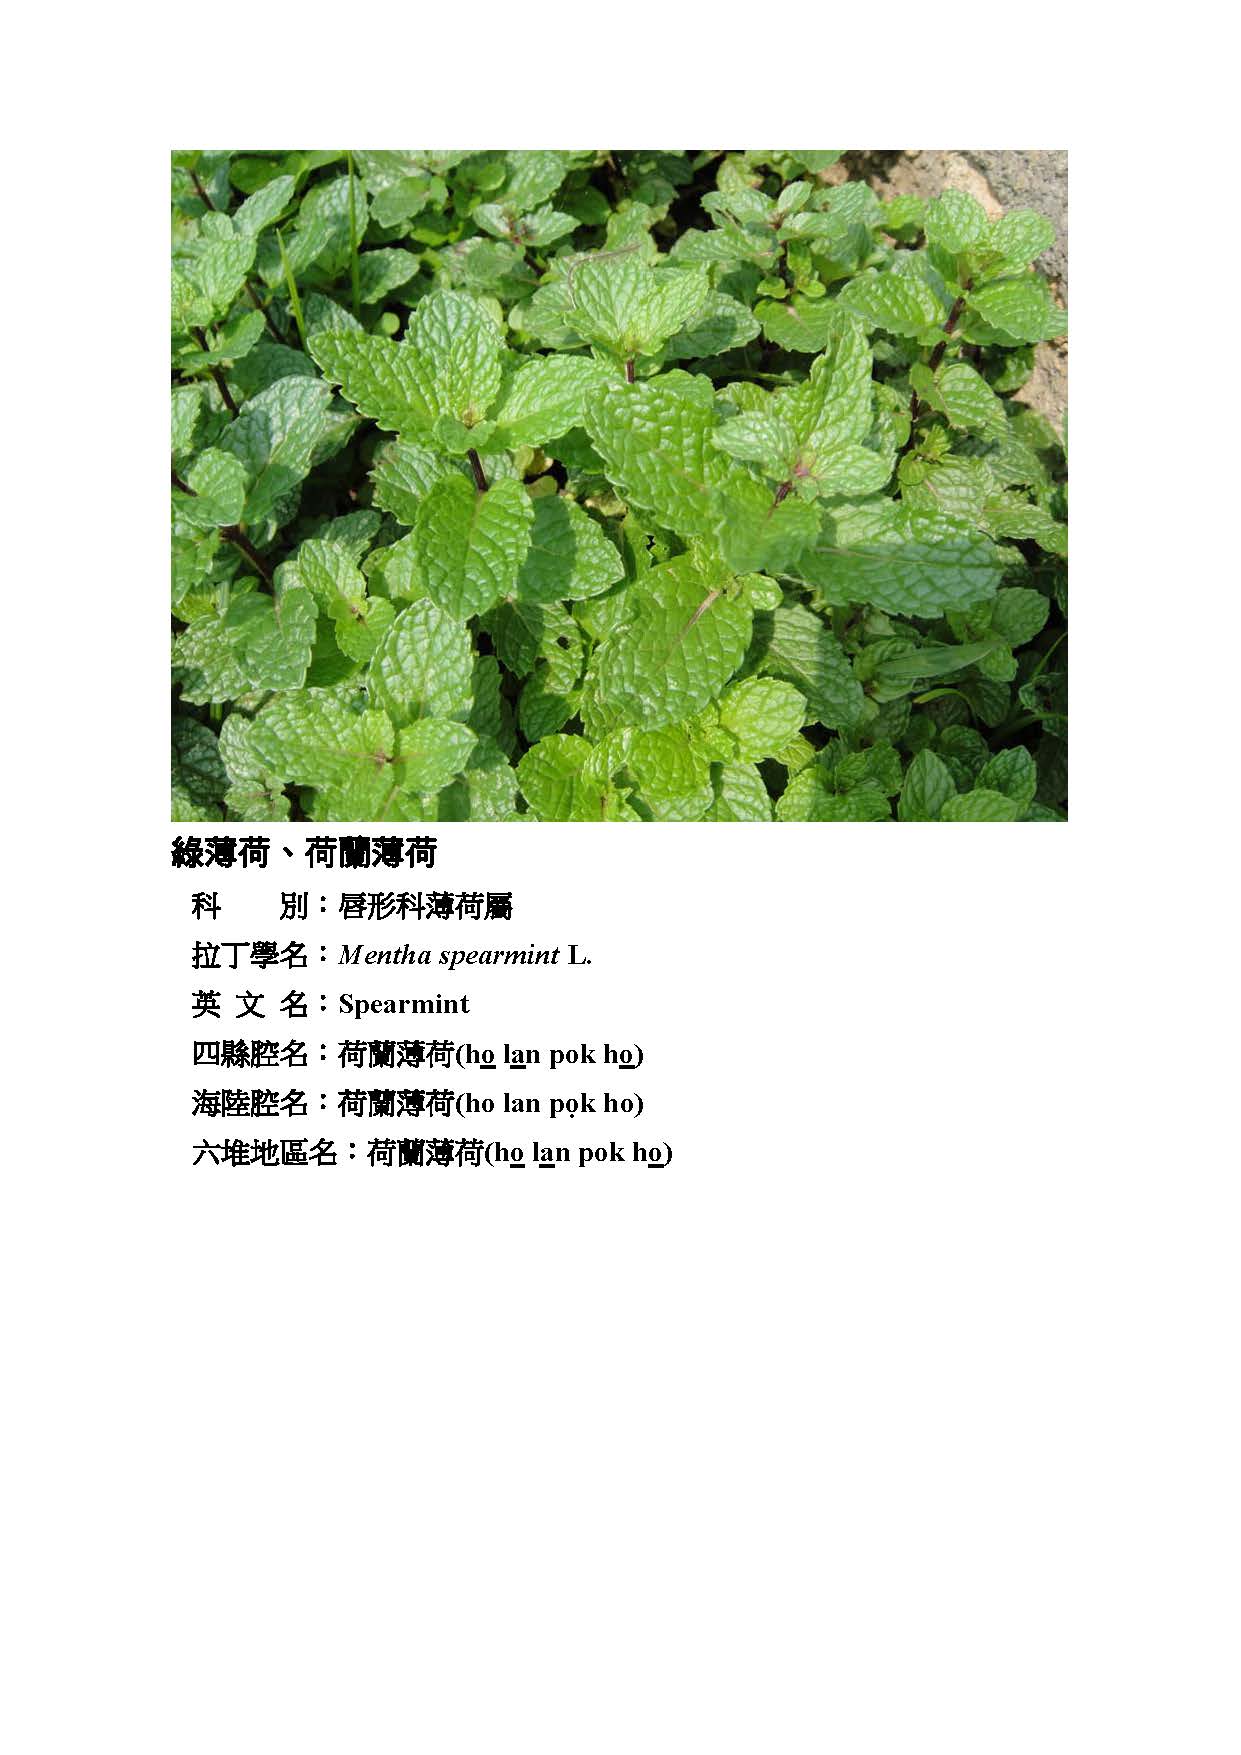 綠薄荷、荷蘭薄荷
科　　別：唇形科薄荷屬
拉丁學名：Mentha spearmint L.
英 文 名：Spearmint
四縣腔名：荷蘭薄荷(ho̲ la̲n pok ho̲)
海陸腔名：荷蘭薄荷(ho lan pọk ho)
六堆地區名：荷蘭薄荷(ho̲ la̲n pok ho̲)